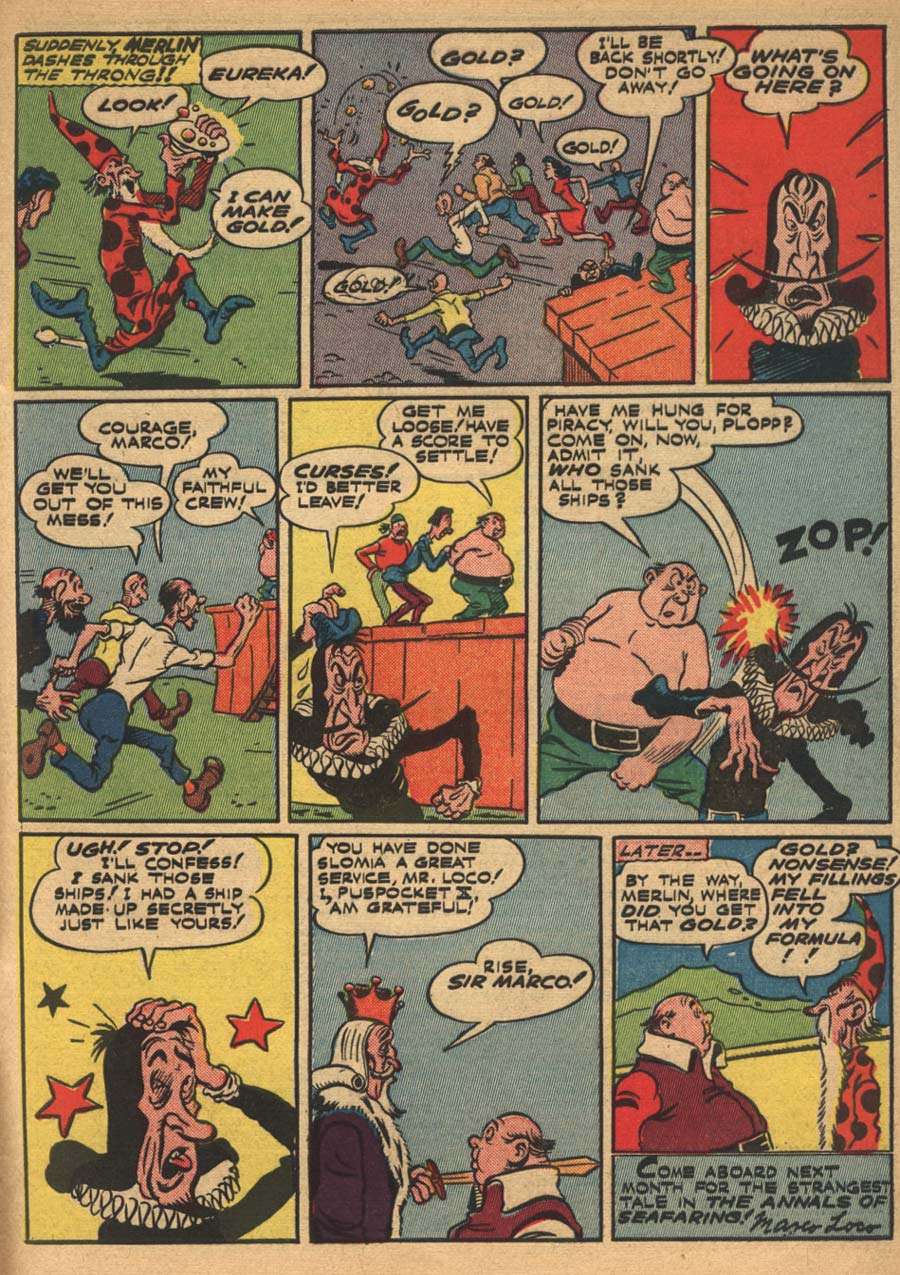 SUDDENLY, MERLIN
DASHES THROUGH
THE THRONG!!
LOOK!
EUREKA!
I CAN
MAKE
GOLD!
GOLD?
GOLD?
GOLD!
GOLD!
GOLD!
I'LL BE
BACK SHORTLY!
DON'T GO
AWAY!
WHAT'S
GOING ON
HERE?
COURAGE,
MARCO!
WE'LL
GET YOU
OUT OF THIS
MESS!
MY
FAITHFUL
CREW!
CURSES!
I'D BETTER
LEAVE!
GET ME
LOOSE! HAVE
A SCORE TO
SETTLE!
HAVE ME HUNG FOR
PIRACY, WILL YOU, PLOPP?
COME ON, NOW,
ADMIT IT,
WHO SANK
ALL THOSE
SHIPS?
ZOP!
UGH! STOP!
I'LL CONFESS!
I SANK THOSE
SHIPS! I HAD A SHIP
MADE-UP SECRETLY
JUST LIKE YOURS!
YOU HAVE DONE
SLOMIA A GREAT
SERVICE, MR. LOCO!
I, PUSPOCKET X,
AM GRATEFUL!
RISE,
SIR MARCO!
LATER--
BY THE WAY,
MERLIN, WHERE
DID YOU GET
THAT GOLD?
GOLD?
NONSENSE!
MY FILLINGS
FELL
INTO
MY
FORMULA
!!
COME ABOARD NEXT
MONTH FOR THE STRANGEST
TALE IN THE ANNALS OF
SEAFARING! Marco Loco